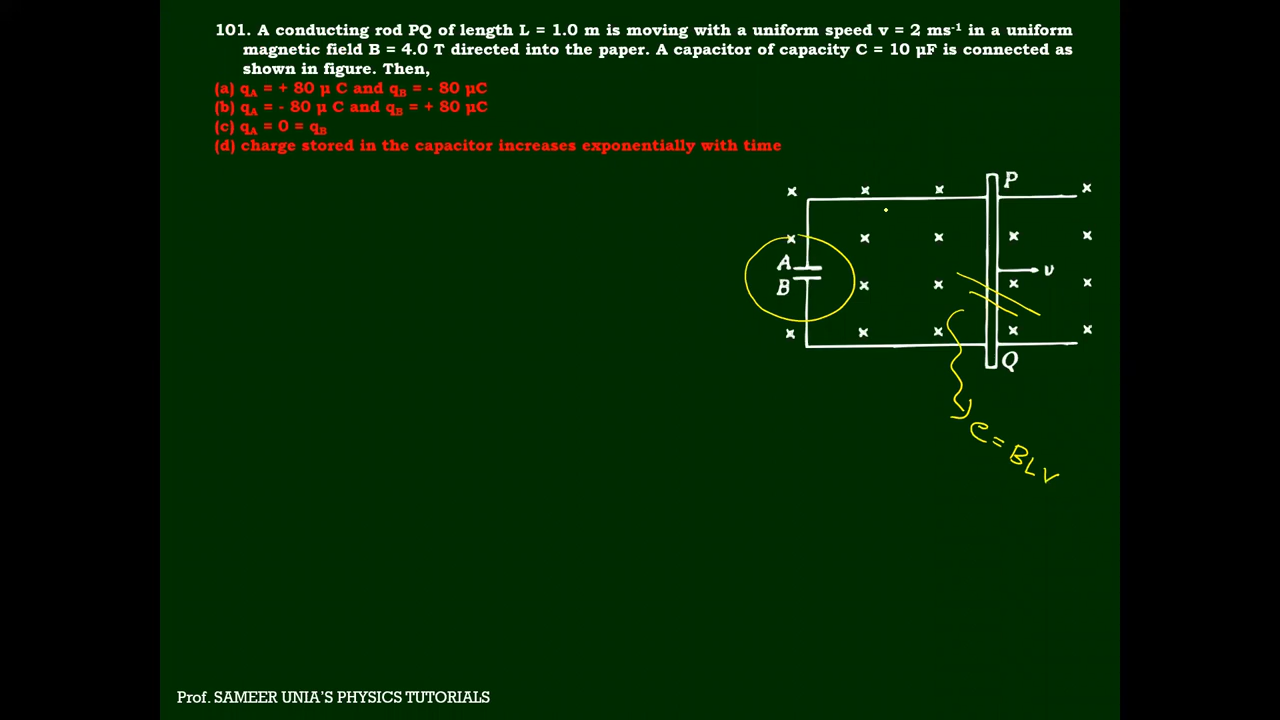 101. A conducting rod PQ of length L = 1.0 m is moving with a uniform speed v = 2 ms⁻¹ in a uniform
magnetic field B = 4.0 T directed into the paper. A capacitor of capacity C = 10 µF is connected as
shown in figure. Then,
(a) qA = + 80 µ C and qB = - 80 µC
(b) qA = - 80 µ C and qB = + 80 µC
(c) qA = 0 = qB
(d) charge stored in the capacitor increases exponentially with time
P
A
B
v
Q
e = BLV
Prof. SAMEER UNIA'S PHYSICS TUTORIALS